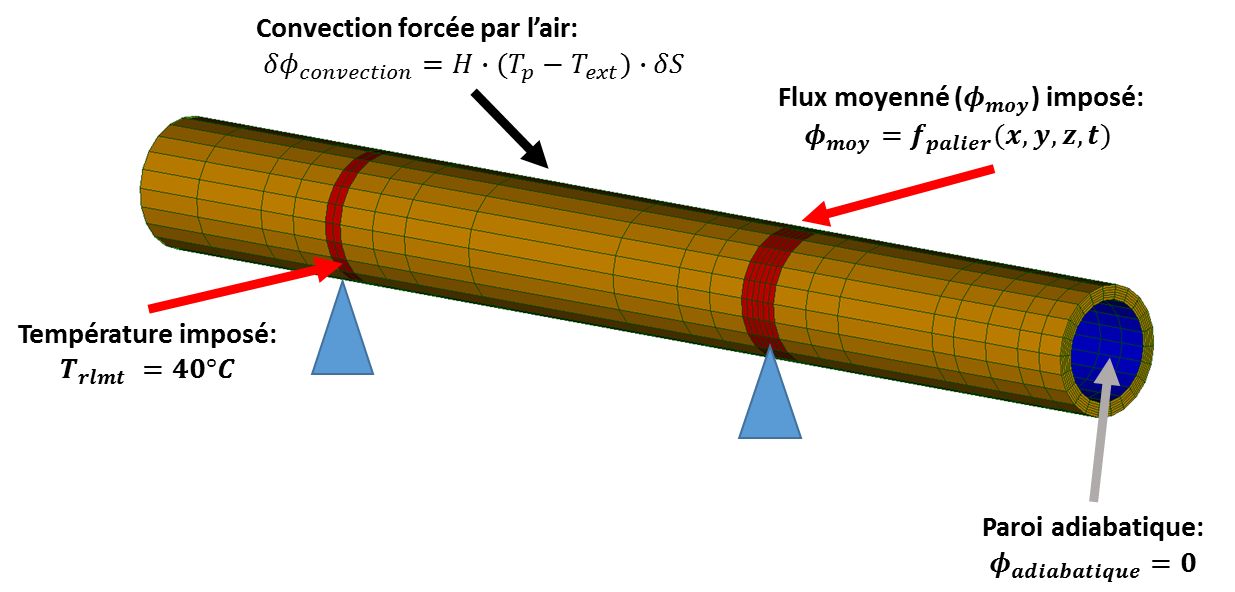 Convection forcée par l’air:
δϕ_convection = H · (T_p − T_ext) · δS
Flux moyenné (ϕ_moy) imposé:
ϕ_moy = f_palier(x, y, z, t)
Température imposé:
T_rlmt = 40°C
Paroi adiabatique:
ϕ_adiabatique = 0